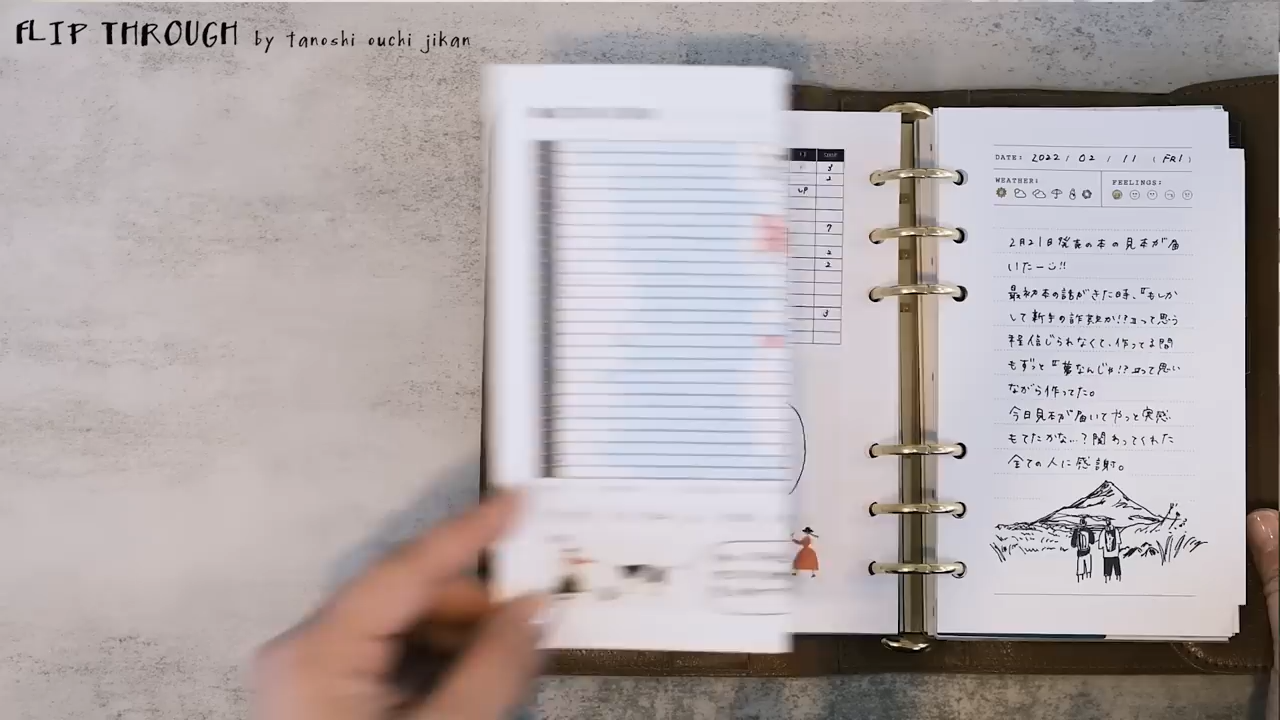 FLIP THROUGH by tanoshi ouchi jikan
DATE: 2022 / 02 / 11 (FRI)
WEATHER:
FEELINGS:
2月21日発売の本の見本が届
いたー!!
最初本の話がきた時、『もしか
して新手の詐欺か!?』って思う
程信じられなくて、作ってる間
もずっと『夢なんじゃ!?』って思い
ながら作ってた。
今日見本が届いてやっと実感
もてたかな…?関わってくれた
全ての人に感謝。
UP
3
7
2
2
3